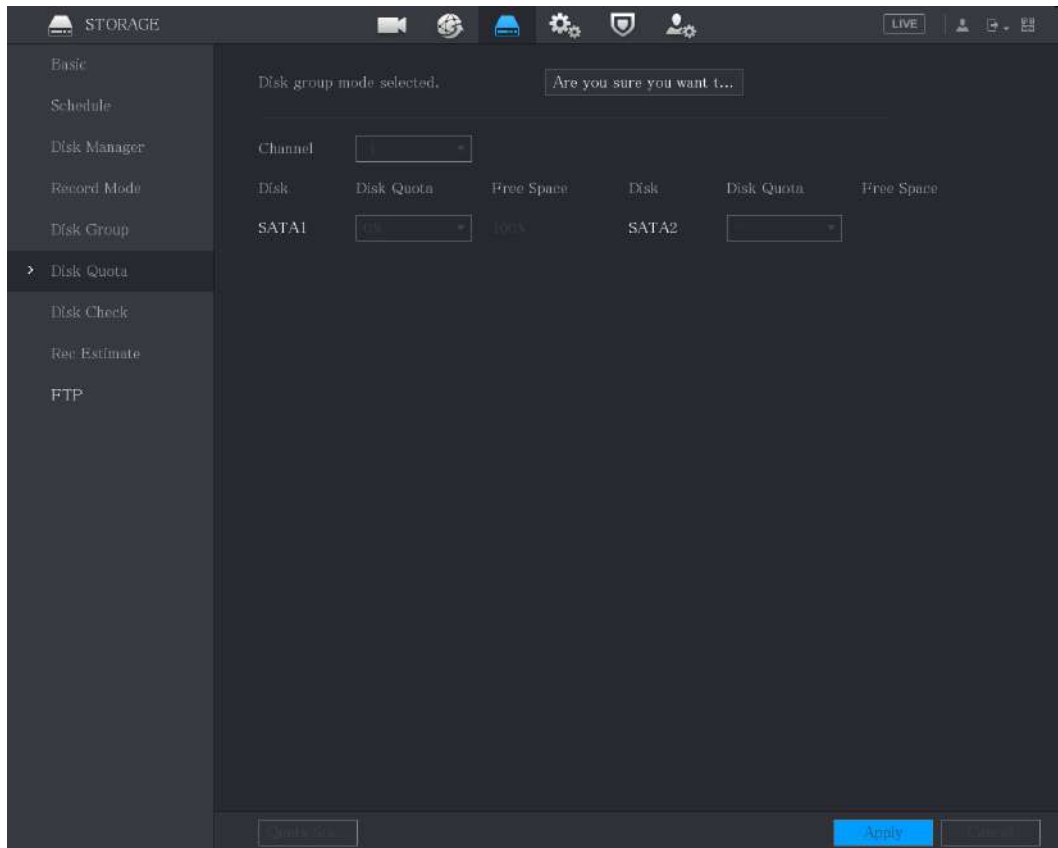 STORAGE
LIVE
Basic
Schedule
Disk Manager
Record Mode
Disk Group
Disk Quota
Disk Check
Rec Estimate
FTP
Disk group mode selected.
Are you sure you want t...
Channel
Disk Disk Quota Free Space Disk Disk Quota Free Space
SATA1 0% 100% SATA2
Apply